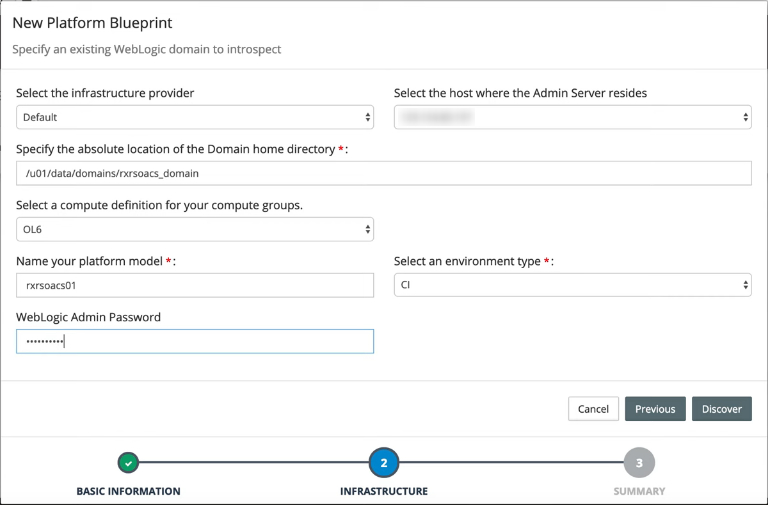 New Platform Blueprint
Specify an existing WebLogic domain to introspect
Select the infrastructure provider
Select the host where the Admin Server resides
Default
Specify the absolute location of the Domain home directory *:
/u01/data/domains/rxrsoacs_domain
Select a compute definition for your compute groups.
OL6
Name your platform model *:
Select an environment type *:
rxrsoacs01
CI
WebLogic Admin Password
••••••••••
Cancel
Previous
Discover
2
3
BASIC INFORMATION
INFRASTRUCTURE
SUMMARY